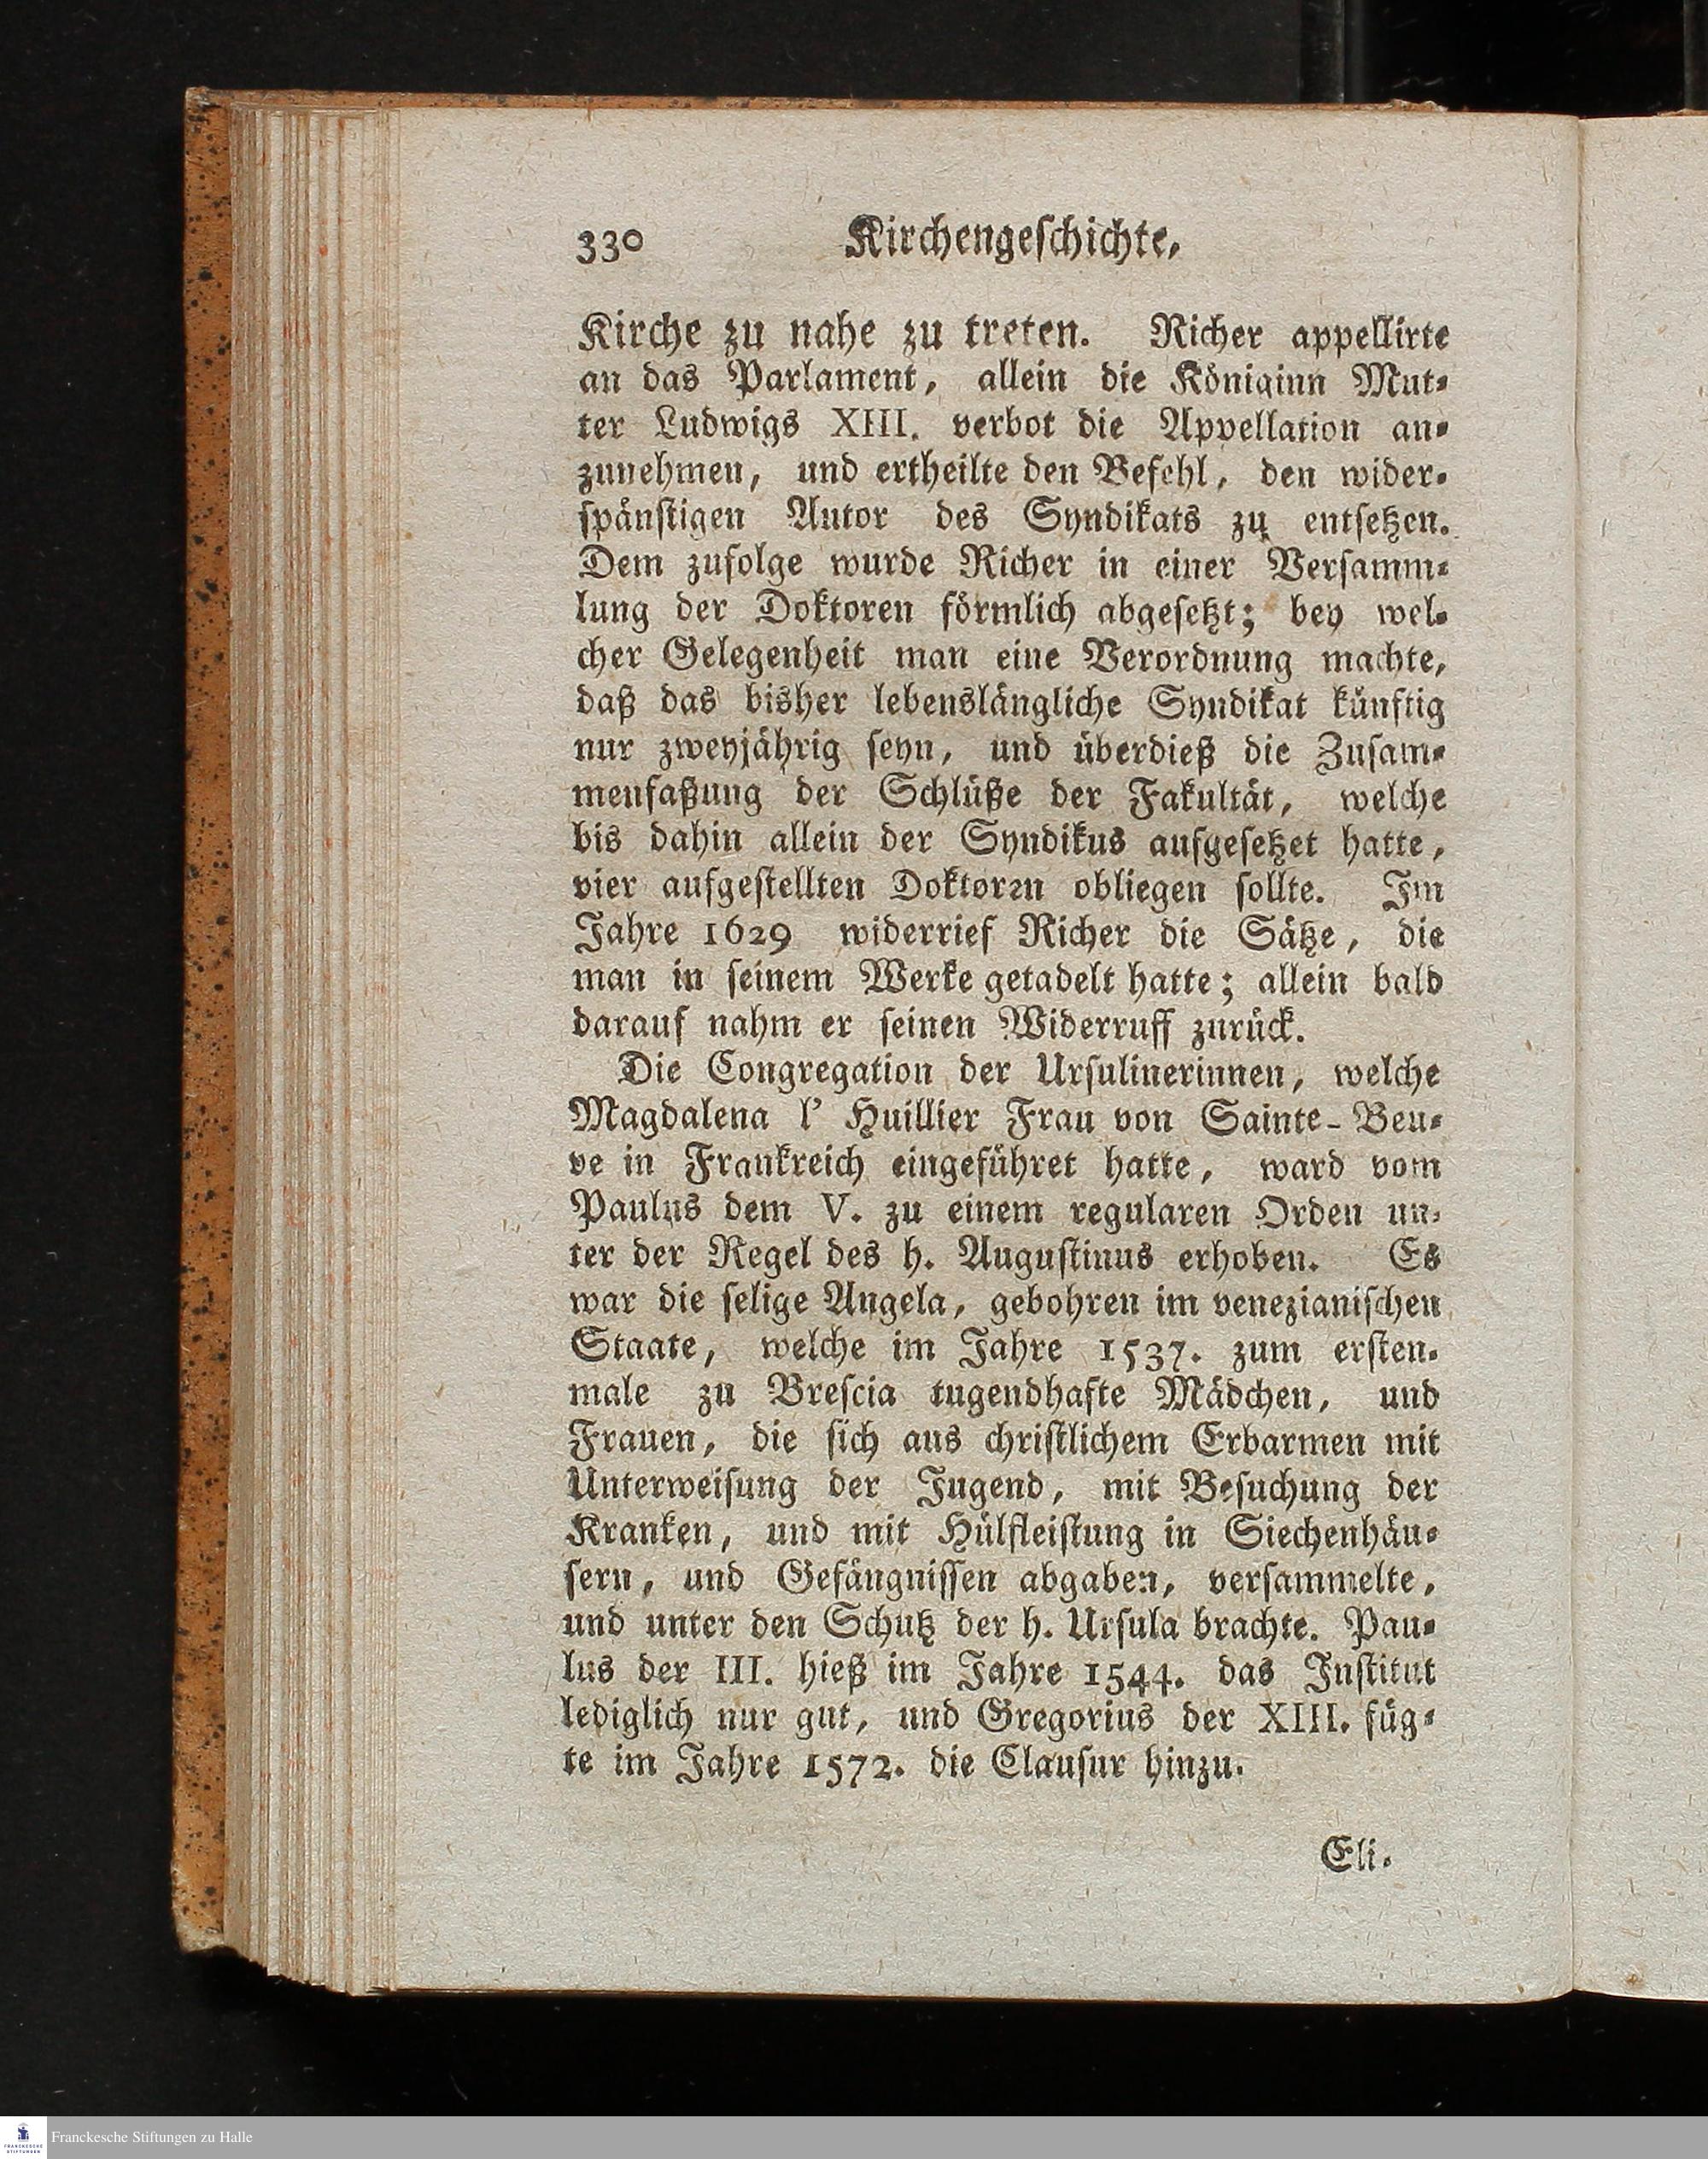 330 Kirchengeschichte,
Kirche zu nahe zu treten. Richer appellirte
an das Parlament, allein die Königinn Mut-
ter Ludwigs XIII. verbot die Appellation an-
zunehmen, und ertheilte den Befehl, den wider-
spänstigen Autor des Syndikats zu entsetzen.
Dem zufolge wurde Richer in einer Versamm-
lung der Doktoren förmlich abgesetzt; bey wel-
cher Gelegenheit man eine Verordnung machte,
daß das bisher lebenslängliche Syndikat künftig
nur zweyjährig seyn, und überdieß die Zusam-
menfaßung der Schlüße der Fakultät, welche
bis dahin allein der Syndikus aufgesetzet hatte,
vier aufgestellten Doktoren obliegen sollte. Im
Jahre 1629 widerrief Richer die Sätze, die
man in seinem Werke getadelt hatte; allein bald
darauf nahm er seinen Widerruff zurück.
Die Congregation der Ursulinerinnen, welche
Magdalena l' Huillier Frau von Sainte-Beu-
ve in Frankreich eingeführet hatte, ward vom
Paulus dem V. zu einem regularen Orden un-
ter der Regel des h. Augustinus erhoben. Es
war die selige Angela, gebohren im venezianischen
Staate, welche im Jahre 1537. zum ersten-
male zu Brescia tugendhafte Mädchen, und
Frauen, die sich aus christlichem Erbarmen mit
Unterweisung der Jugend, mit Besuchung der
Kranken, und mit Hülfleistung in Siechenhäu-
sern, und Gefängnissen abgaben, versammelte,
und unter den Schutz der h. Ursula brachte. Pau-
lus der III. hieß im Jahre 1544. das Institut
lediglich nur gut, und Gregorius der XIII. füg-
te im Jahre 1572. die Clausur hinzu.
Eli-
FRANCKESCHE
STIFTUNGEN
Franckesche Stiftungen zu Halle